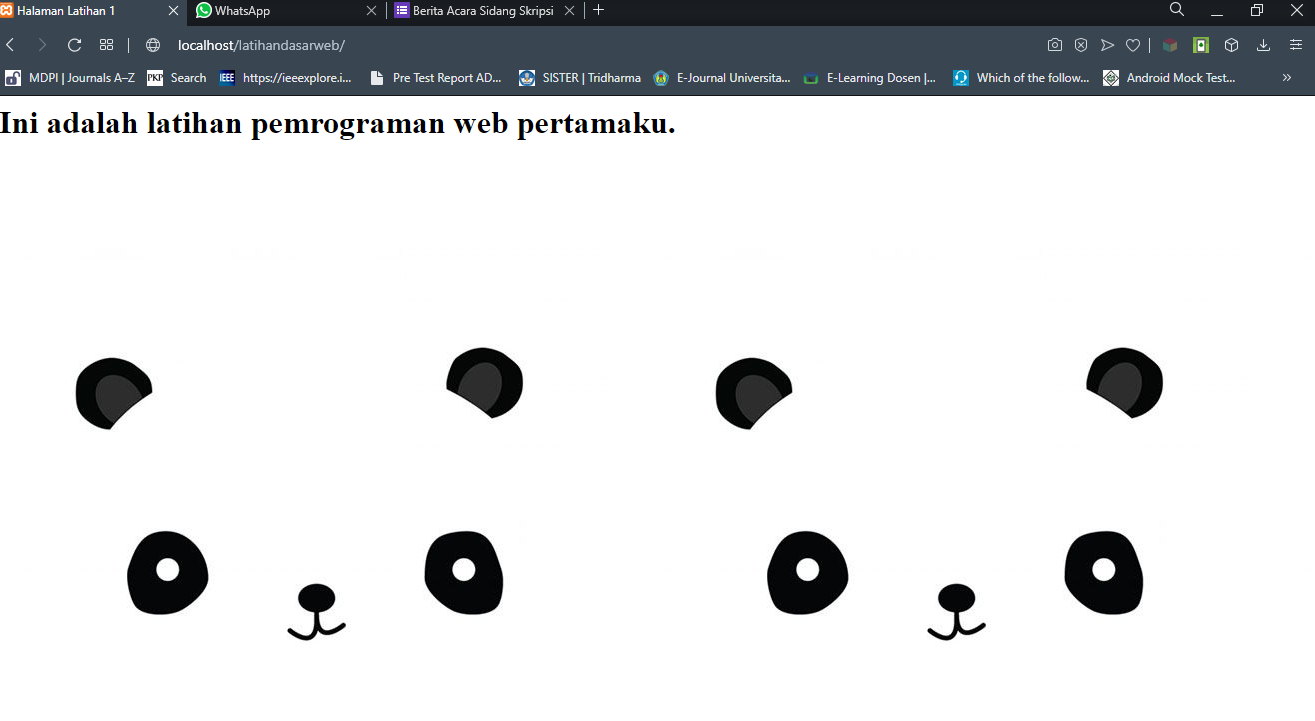 Halaman Latihan 1
WhatsApp
Berita Acara Sidang Skripsi
localhost/latihandasarweb/
MDPI | Journals A–Z
PKP Search
IEEE https://ieeexplore.i...
Pre Test Report AD...
SISTER | Tridharma
E-Journal Universita...
E-Learning Dosen |...
Which of the follow...
Android Mock Test...
Ini adalah latihan pemrograman web pertamaku.